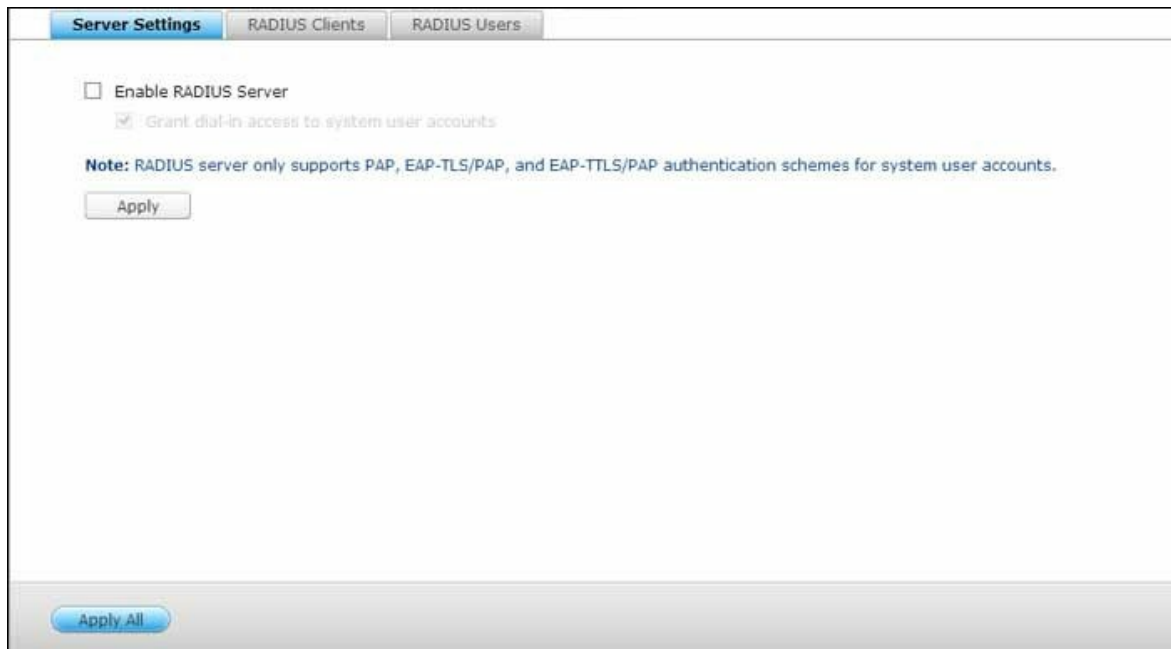 Server Settings RADIUS Clients RADIUS Users
Enable RADIUS Server
Grant dial-in access to system user accounts
Note: RADIUS server only supports PAP, EAP-TLS/PAP, and EAP-TTLS/PAP authentication schemes for system user accounts.
Apply
Apply All